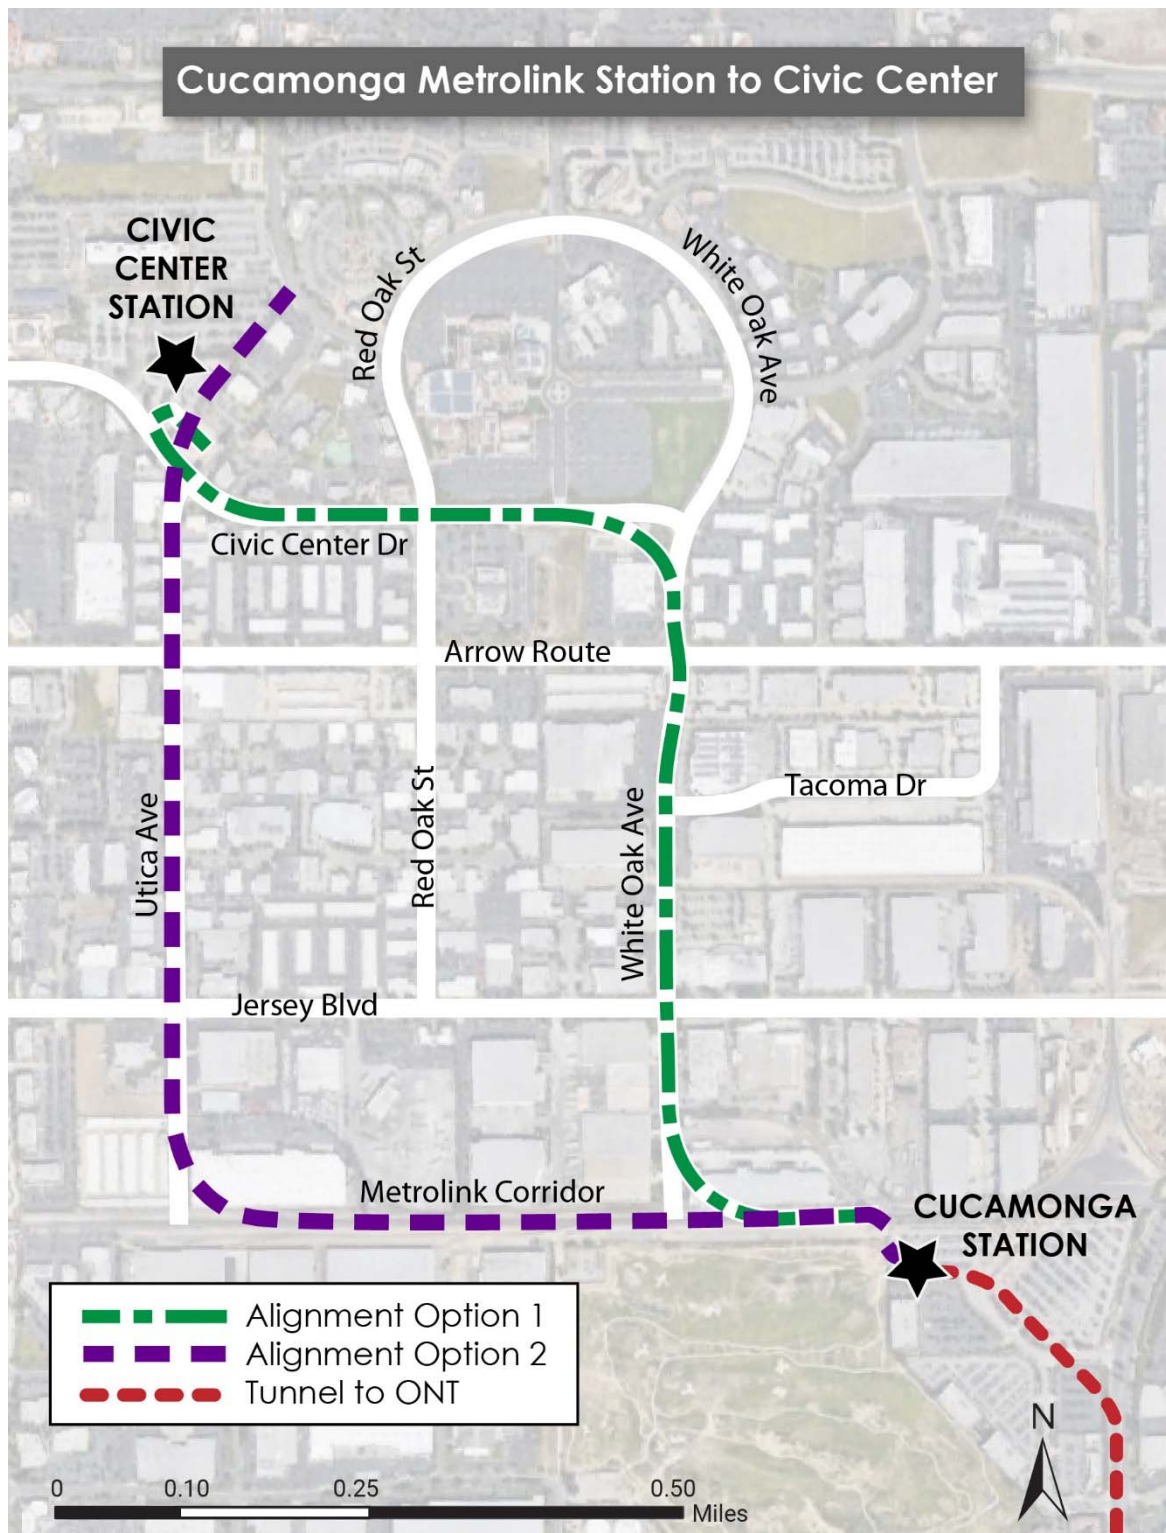 Cucamonga Metrolink Station to Civic Center
CIVIC
CENTER
STATION
Red Oak St
White Oak Ave
Civic Center Dr
Arrow Route
Tacoma Dr
Utica Ave
Red Oak St
White Oak Ave
Jersey Blvd
Metrolink Corridor
CUCAMONGA
STATION
Alignment Option 1
Alignment Option 2
Tunnel to ONT
N
0 0.10 0.25 0.50
Miles